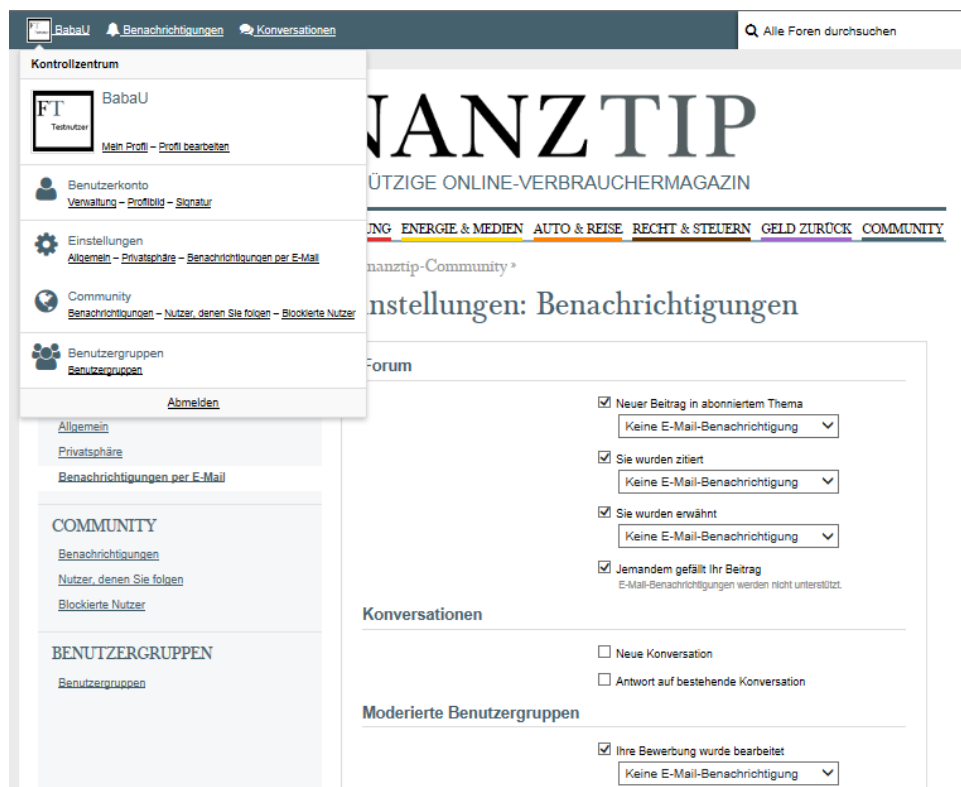 BabaU Benachrichtigungen Konversationen
Alle Foren durchsuchen
Kontrollzentrum
FT
Testnutzer
BabaU
Mein Profil – Profil bearbeiten
Benutzerkonto
Verwaltung – Profilbild – Signatur
Einstellungen
Allgemein – Privatsphäre – Benachrichtigungen per E-Mail
Community
Benachrichtigungen – Nutzer, denen Sie folgen – Blockierte Nutzer
Benutzergruppen
Benutzergruppen
Abmelden
NANZTIP
ÜTZIGE ONLINE-VERBRAUCHERMAGAZIN
UNG ENERGIE & MEDIEN AUTO & REISE RECHT & STEUERN GELD ZURÜCK COMMUNITY
inanztip-Community »
instellungen: Benachrichtigungen
Allgemein
Privatsphäre
Benachrichtigungen per E-Mail
COMMUNITY
Benachrichtigungen
Nutzer, denen Sie folgen
Blockierte Nutzer
BENUTZERGRUPPEN
Benutzergruppen
Forum
Neuer Beitrag in abonniertem Thema
Keine E-Mail-Benachrichtigung
Sie wurden zitiert
Keine E-Mail-Benachrichtigung
Sie wurden erwähnt
Keine E-Mail-Benachrichtigung
Jemandem gefällt Ihr Beitrag
E-Mail-Benachrichtigungen werden nicht unterstützt.
Konversationen
Neue Konversation
Antwort auf bestehende Konversation
Moderierte Benutzergruppen
Ihre Bewerbung wurde bearbeitet
Keine E-Mail-Benachrichtigung